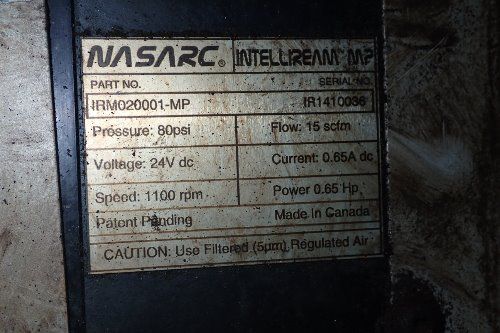 NASARC® INTELLIREAM™ MP
PART NO. SERIAL NO.
IRM020001-MP IR1410036
Pressure: 80psi Flow: 15 scfm
Voltage: 24V dc Current: 0.65A dc
Speed: 1100 rpm Power 0.65 Hp
Patent Pending Made In Canada
CAUTION: Use Filtered (5µm) Regulated Air